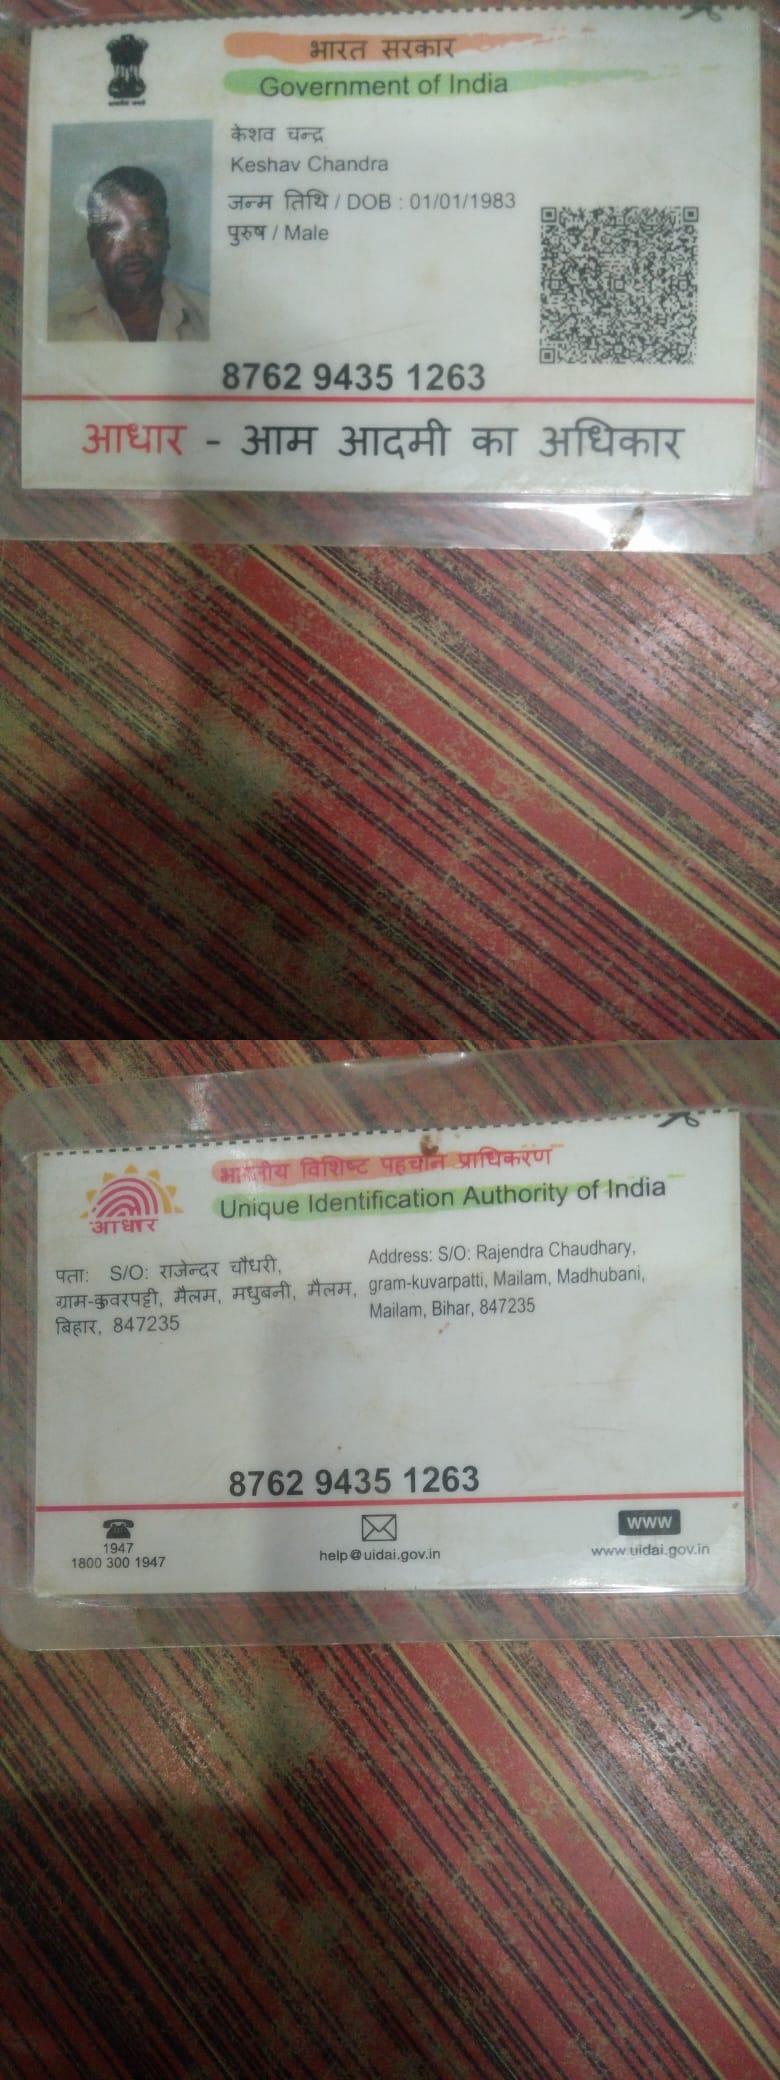 भारत सरकार
Government of India
केशव चन्द्र
Keshav Chandra
जन्म तिथि / DOB : 01/01/1983
पुरुष / Male
8762 9435 1263
आधार - आम आदमी का अधिकार
भारतीय विशिष्ट पहचान प्राधिकरण
Unique Identification Authority of India
आधार
पता: S/O: राजेन्दर चौधरी,
ग्राम-कुवरपट्टी, मैलम, मधुबनी, मैलम,
बिहार, 847235
Address: S/O: Rajendra Chaudhary,
gram-kuvarpatti, Mailam, Madhubani,
Mailam, Bihar, 847235
8762 9435 1263
1947
1800 300 1947
help@uidai.gov.in
www
www.uidai.gov.in